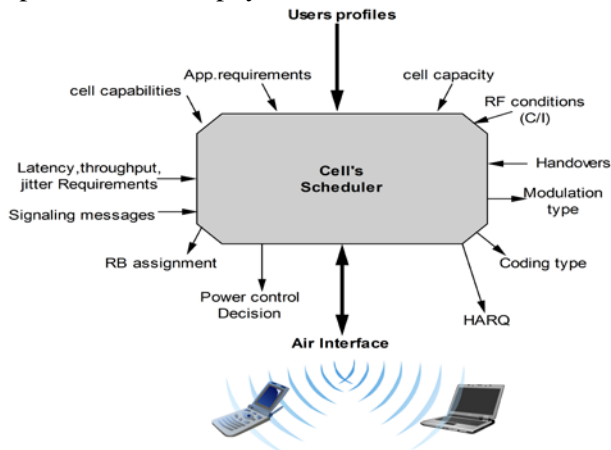 Users profiles
App.requirements
cell capacity
cell capabilities
RF conditions
(C/I)
Cell's
Scheduler
Latency,throughput,
jitter Requirements
Handovers
Modulation
type
Signaling messages
RB assignment
Coding type
Power control
Decision
HARQ
Air Interface